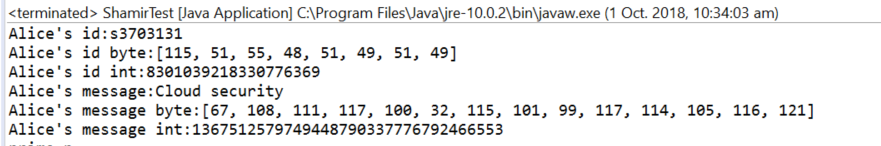 <terminated> ShamirTest [Java Application] C:\Program Files\Java\jre-10.0.2\bin\javaw.exe (1 Oct. 2018, 10:34:03 am)
Alice's id:s3703131
Alice's id byte:[115, 51, 55, 48, 51, 49, 51, 49]
Alice's id int:8301039218330776369
Alice's message:Cloud security
Alice's message byte:[67, 108, 111, 117, 100, 32, 115, 101, 99, 117, 114, 105, 116, 121]
Alice's message int:1367512579749448790337776792466553